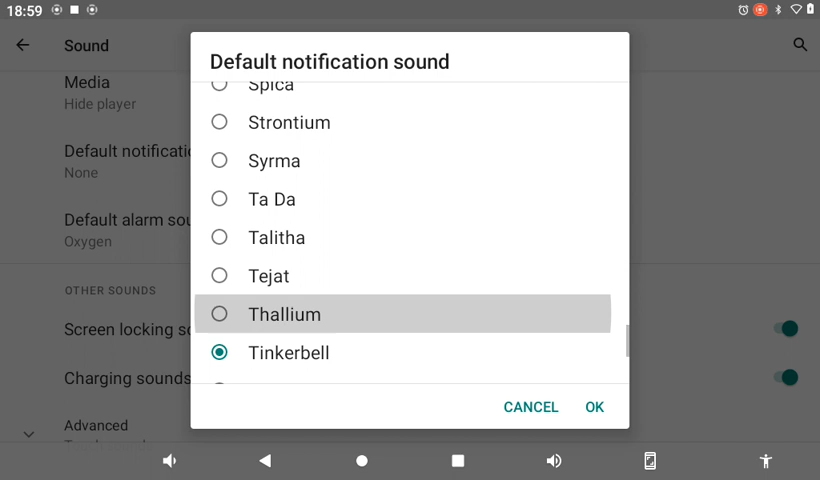 18:59
Sound
Default notification sound
Media
Hide player
Spica
Strontium
Default notificati
None
Syrma
Ta Da
Default alarm sou
Oxygen
Talitha
Tejat
OTHER SOUNDS
Thallium
Screen locking so
Tinkerbell
Charging sounds
CANCEL
OK
Advanced